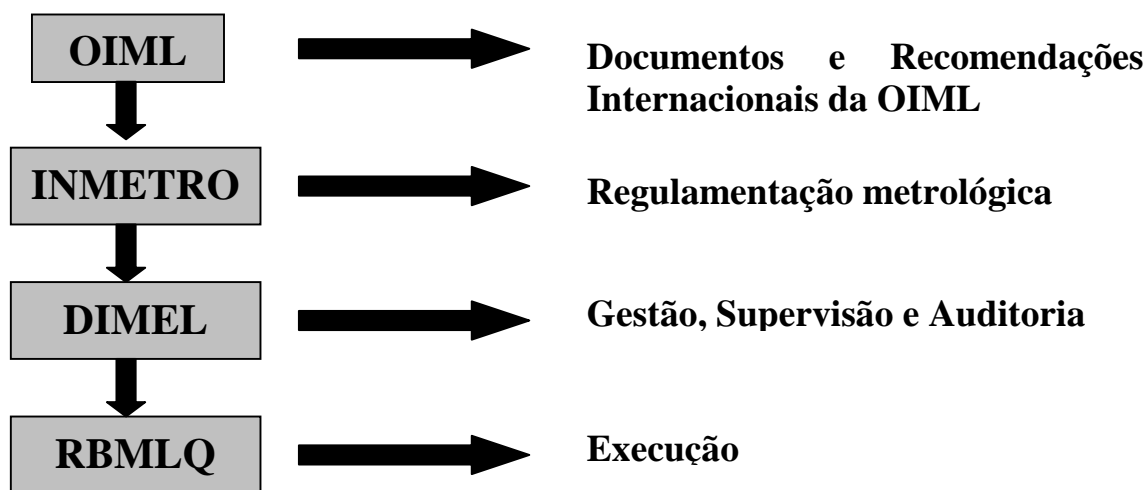 OIML
Documentos e Recomendações
Internacionais da OIML
INMETRO
Regulamentação metrológica
DIMEL
Gestão, Supervisão e Auditoria
RBMLQ
Execução